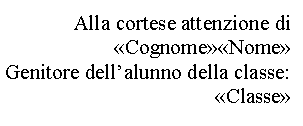 Alla cortese attenzione di
«Cognome»«Nome»
Genitore dell’alunno della classe:
«Classe»